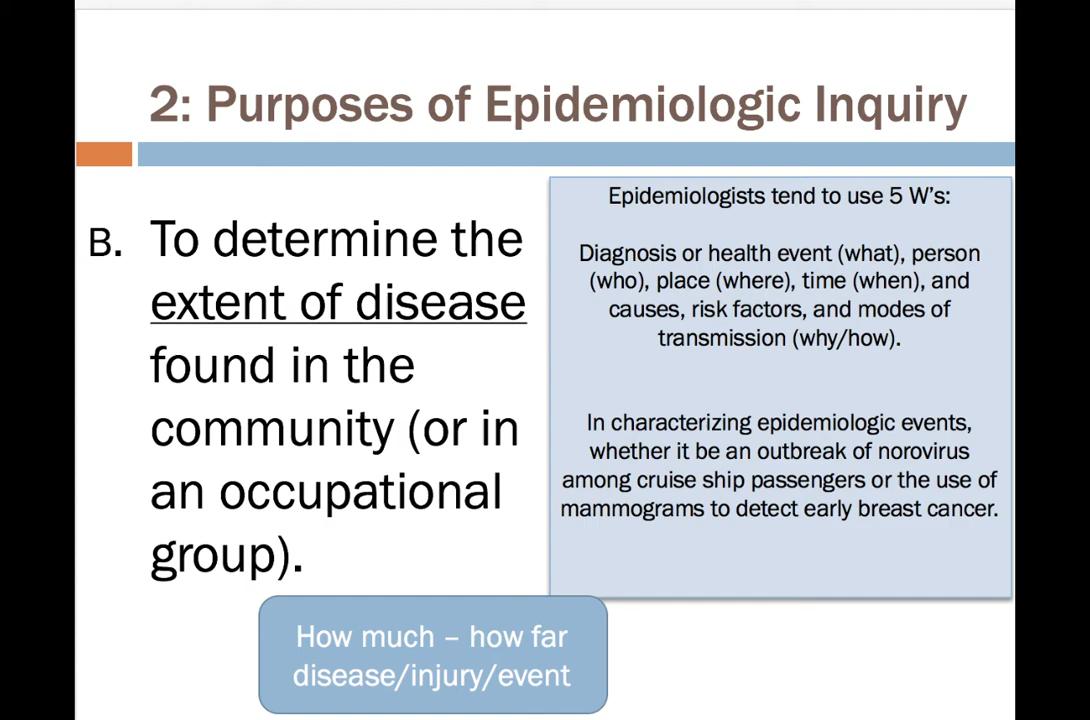 2: Purposes of Epidemiologic Inquiry
B. To determine the
extent of disease
found in the
community (or in
an occupational
group).
Epidemiologists tend to use 5 W's:
Diagnosis or health event (what), person
(who), place (where), time (when), and
causes, risk factors, and modes of
transmission (why/how).
In characterizing epidemiologic events,
whether it be an outbreak of norovirus
among cruise ship passengers or the use of
mammograms to detect early breast cancer.
How much – how far
disease/injury/event